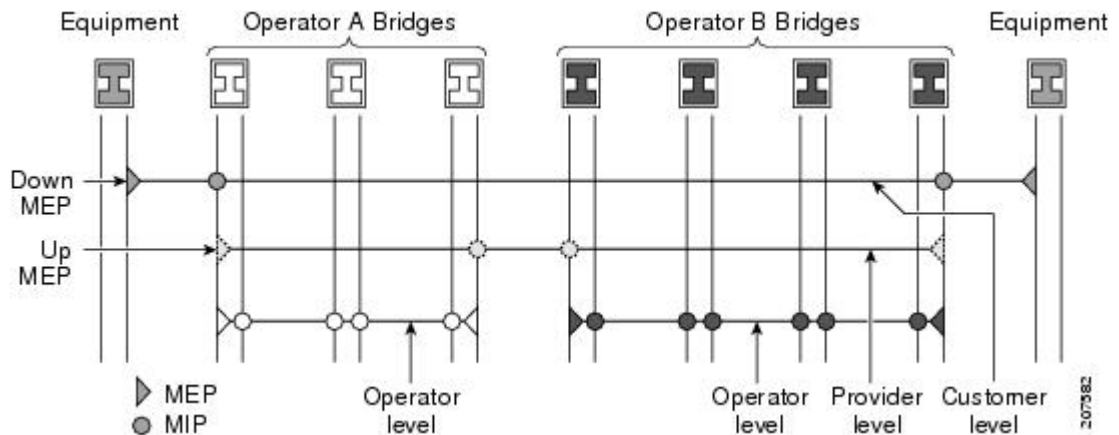 Equipment
Operator A Bridges
Operator B Bridges
Equipment
Down
MEP
Up
MEP
MEP
MIP
Operator
level
Operator
level
Provider
level
Customer
level
207582